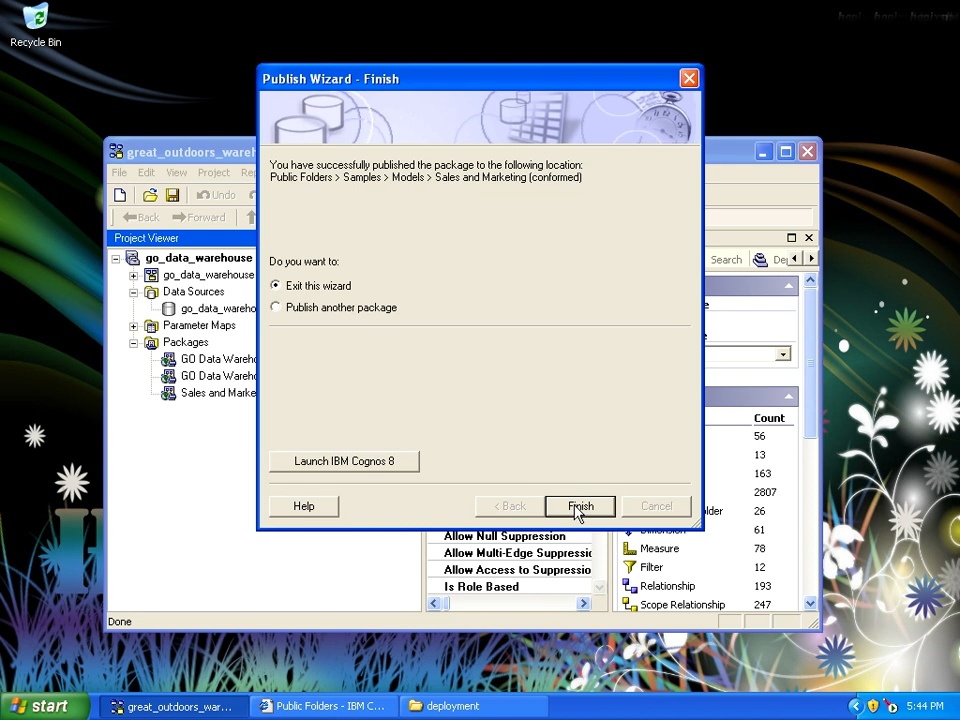 Recycle Bin
Publish Wizard - Finish
You have successfully published the package to the following location:
Public Folders > Samples > Models > Sales and Marketing (conformed)
Do you want to:
Exit this wizard
Publish another package
Launch IBM Cognos 8
Help
< Back
Finish
Cancel
great_outdoors_wareh
File Edit View Project Rep
Undo
Back Forward
Project Viewer
go_data_warehouse
go_data_warehouse
Data Sources
go_data_wareho
Parameter Maps
Packages
GO Data Wareho
GO Data Wareho
Sales and Marke
Search
Count
56
13
163
2807
older 26
Dimension 61
Measure 78
Filter 12
Relationship 193
Scope Relationship 247
Allow Null Suppression
Allow Multi-Edge Suppressic
Allow Access to Suppressio
Is Role Based
Done
start
great_outdoors_war...
Public Folders - IBM C...
deployment
5:44 PM